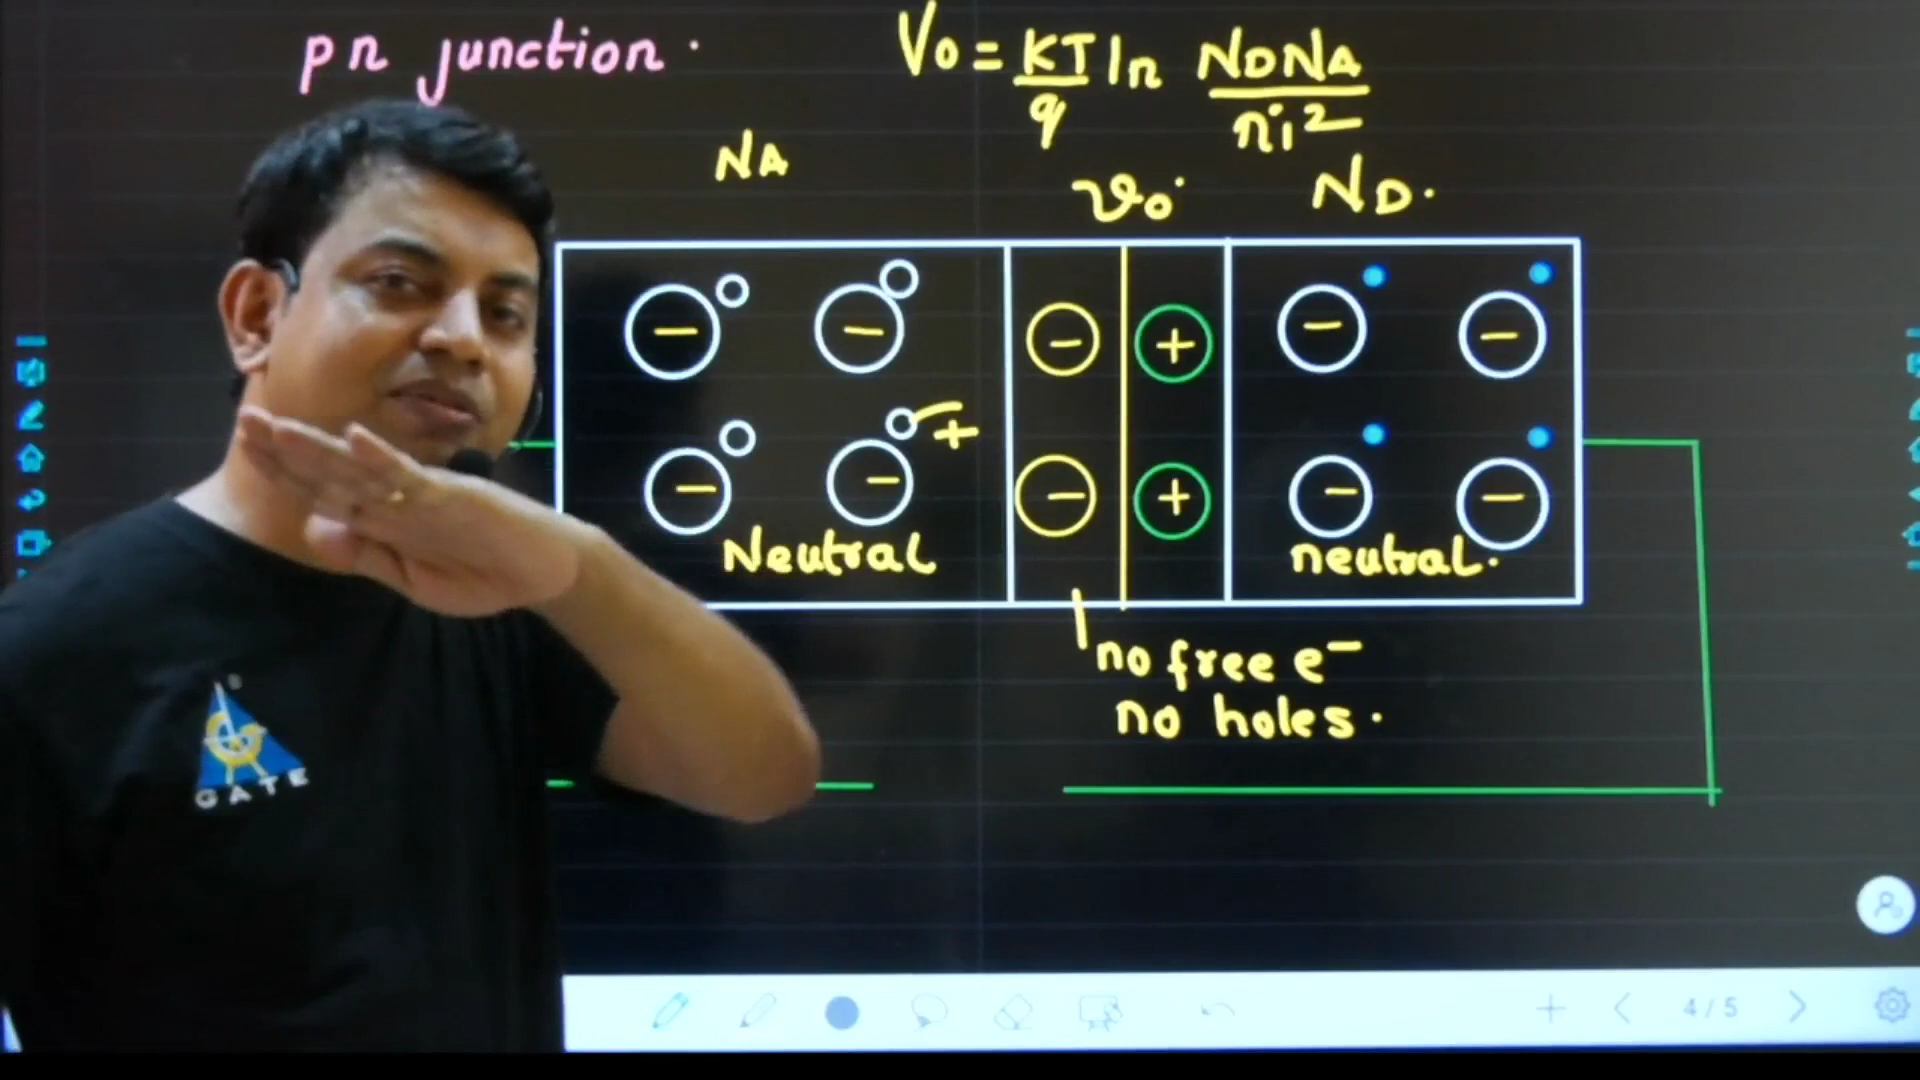 pn junction.
V0 = KT/q ln NDNA/ni²
NA
V0
ND.
− − − + − −
+
− − − + − −
Neutral
neutral.
no free e−
no holes.
GATE
4/5